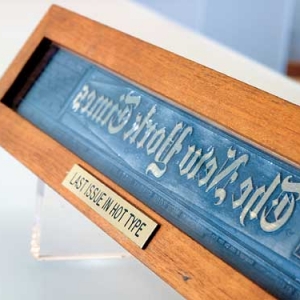 The New York Times
LAST ISSUE IN HOT TYPE